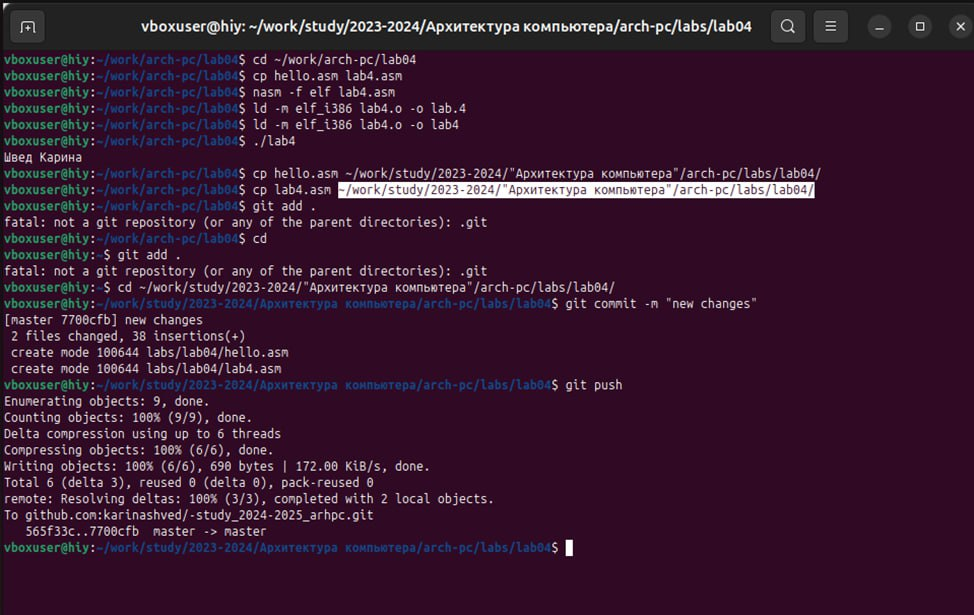 vboxuser@hiy: ~/work/study/2023-2024/Архитектура компьютера/arch-pc/labs/lab04
vboxuser@hiy:~/work/arch-pc/lab04$ cd ~/work/arch-pc/lab04
vboxuser@hiy:~/work/arch-pc/lab04$ cp hello.asm lab4.asm
vboxuser@hiy:~/work/arch-pc/lab04$ nasm -f elf lab4.asm
vboxuser@hiy:~/work/arch-pc/lab04$ ld -m elf_i386 lab4.o -o lab.4
vboxuser@hiy:~/work/arch-pc/lab04$ ld -m elf_i386 lab4.o -o lab4
vboxuser@hiy:~/work/arch-pc/lab04$ ./lab4
Швед Карина
vboxuser@hiy:~/work/arch-pc/lab04$ cp hello.asm ~/work/study/2023-2024/"Архитектура компьютера"/arch-pc/labs/lab04/
vboxuser@hiy:~/work/arch-pc/lab04$ cp lab4.asm ~/work/study/2023-2024/"Архитектура компьютера"/arch-pc/labs/lab04/
vboxuser@hiy:~/work/arch-pc/lab04$ git add .
fatal: not a git repository (or any of the parent directories): .git
vboxuser@hiy:~/work/arch-pc/lab04$ cd
vboxuser@hiy:~$ git add .
fatal: not a git repository (or any of the parent directories): .git
vboxuser@hiy:~$ cd ~/work/study/2023-2024/"Архитектура компьютера"/arch-pc/labs/lab04/
vboxuser@hiy:~/work/study/2023-2024/Архитектура компьютера/arch-pc/labs/lab04$ git commit -m "new changes"
[master 7700cfb] new changes
 2 files changed, 38 insertions(+)
 create mode 100644 labs/lab04/hello.asm
 create mode 100644 labs/lab04/lab4.asm
vboxuser@hiy:~/work/study/2023-2024/Архитектура компьютера/arch-pc/labs/lab04$ git push
Enumerating objects: 9, done.
Counting objects: 100% (9/9), done.
Delta compression using up to 6 threads
Compressing objects: 100% (6/6), done.
Writing objects: 100% (6/6), 690 bytes | 172.00 KiB/s, done.
Total 6 (delta 3), reused 0 (delta 0), pack-reused 0
remote: Resolving deltas: 100% (3/3), completed with 2 local objects.
To github.com:karinashved/-study_2024-2025_arhpc.git
   565f33c..7700cfb  master -> master
vboxuser@hiy:~/work/study/2023-2024/Архитектура компьютера/arch-pc/labs/lab04$